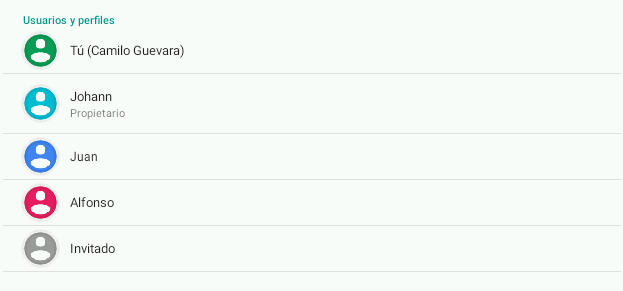 Usuarios y perfiles
Tú (Camilo Guevara)
Johann
Propietario
Juan
Alfonso
Invitado